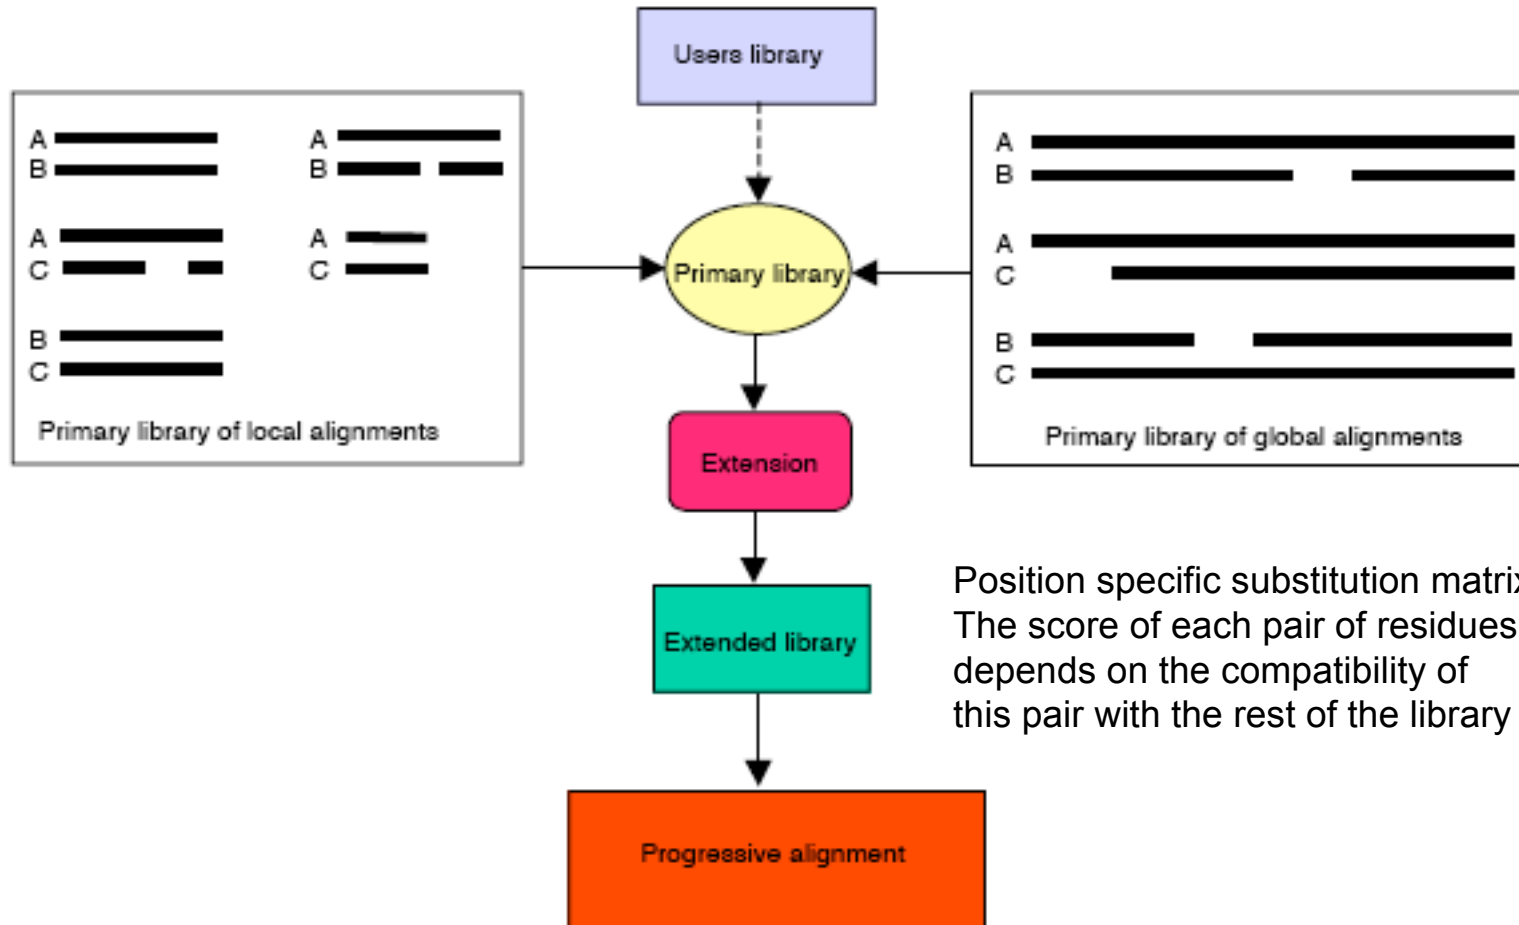 Users library
A
B
A
B
A
C
A
C
B
C
Primary library of local alignments
Primary library
A
B
A
C
B
C
Primary library of global alignments
Extension
Extended library
Position specific substitution matrix
The score of each pair of residues
depends on the compatibility of
this pair with the rest of the library
Progressive alignment